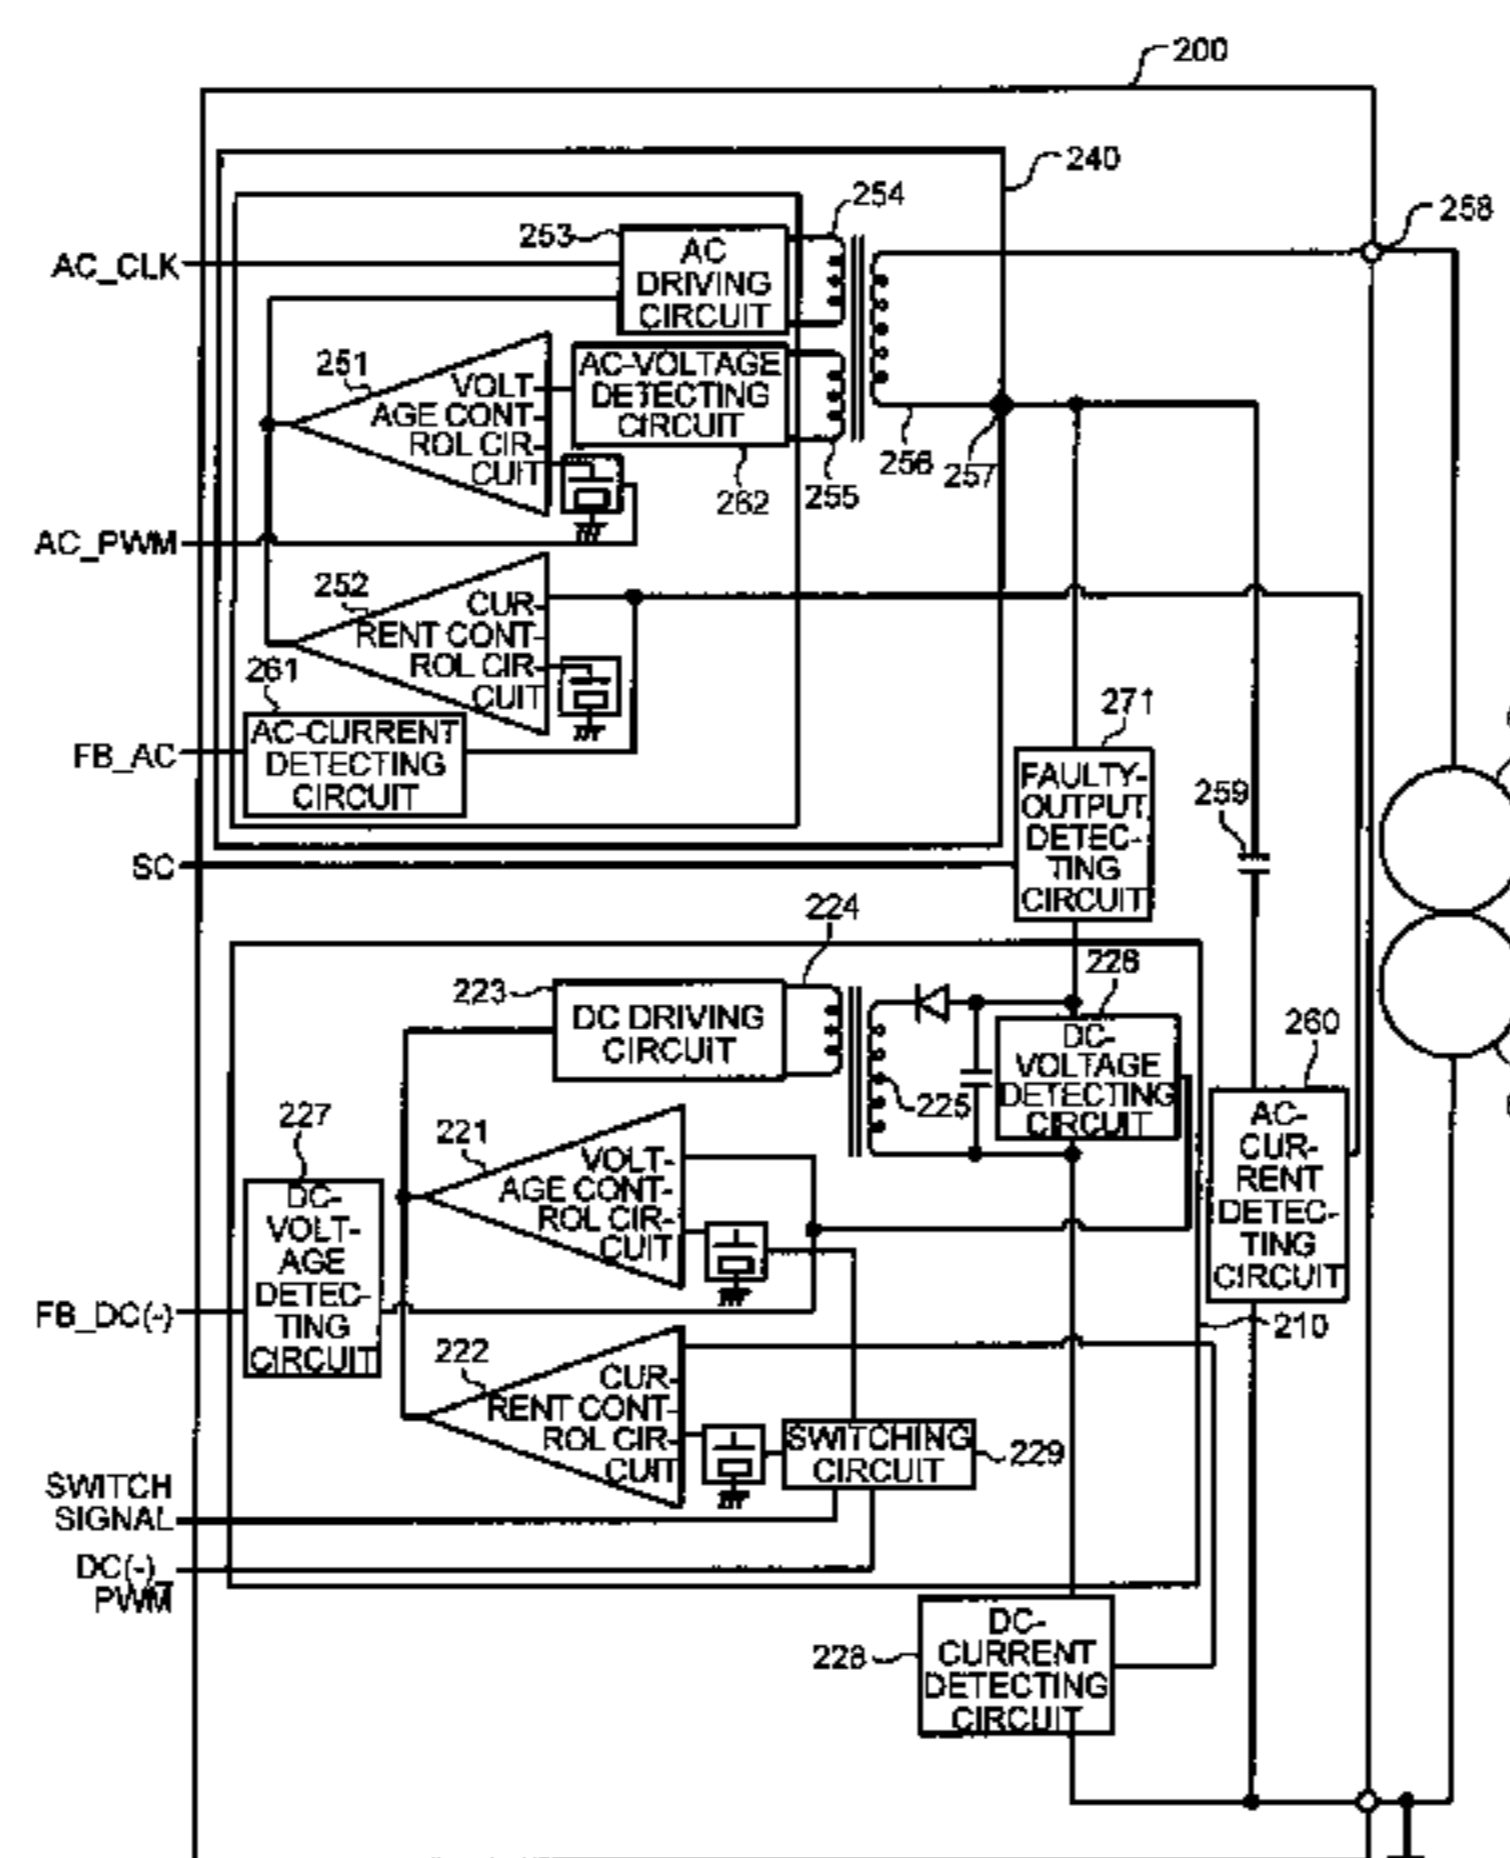 200
240
254
258
253
AC
DRIVING
CIRCUIT
AC_CLK
251
VOLT
AGE CONT
ROL CIR
CUIT
AC-VOLTAGE
DETECTING
CIRCUIT
262
255
256
257
AC_PWM
252
CUR-
RENT CONT-
ROL CIR-
CUIT
261
AC-CURRENT
DETECTING
CIRCUIT
FB_AC
271
FAULTY-
OUTPUT
DETEC-
TING
CIRCUIT
259
SC
224
223
DC DRIVING
CIRCUIT
226
DC-
VOLTAGE
DETECTING
CIRCUIT
225
260
AC-
CUR-
RENT
DETEC-
TING
CIRCUIT
227
DC-
VOLT-
AGE
DETEC-
TING
CIRCUIT
221
VOLT-
AGE CONT-
ROL CIR-
CUIT
FB_DC(-)
210
222
CUR-
RENT CONT-
ROL CIR-
CUIT
SWITCHING
CIRCUIT
229
SWITCH
SIGNAL
DC(-)_
PWM
228
DC-
CURRENT
DETECTING
CIRCUIT